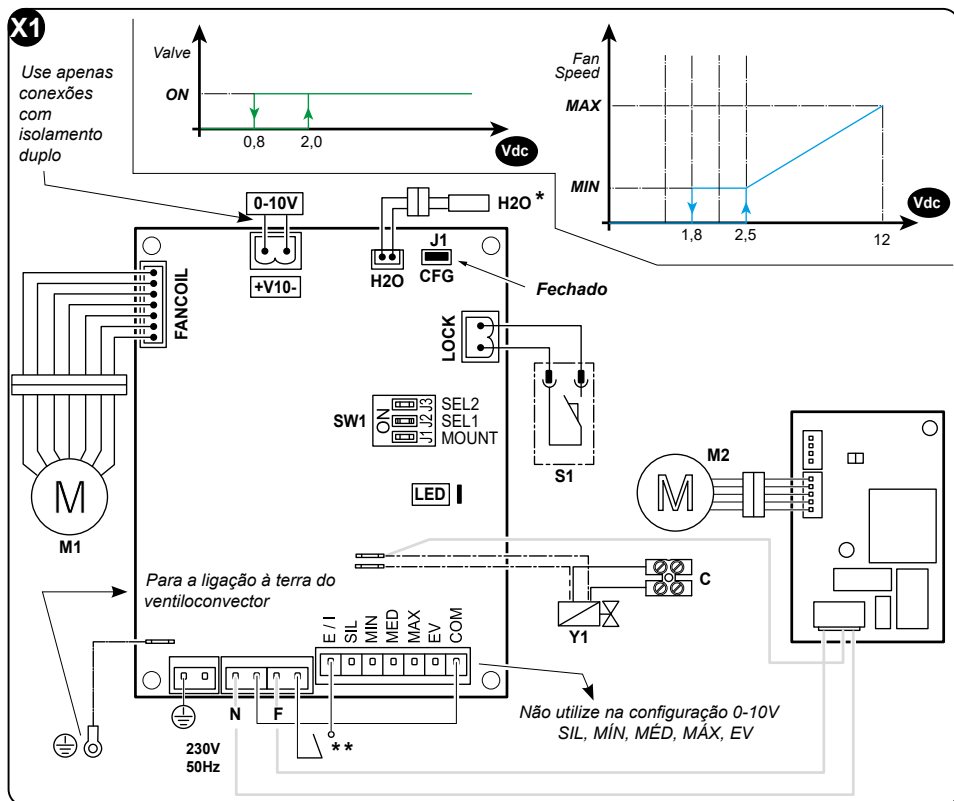 X1
Use apenas
conexões
com
isolamento
duplo
Valve
ON
0,8
2,0
Vdc
Fan
Speed
MAX
MIN
1,8
2,5
12
Vdc
0-10V
+V10-
H2O *
H2O
J1
CFG
Fechado
FANCOIL
LOCK
SW1
ON
J3 SEL2
J2 SEL1
J1 MOUNT
S1
LED
M
M1
M
M2
C
Y1
Para a ligação à terra do
ventiloconvector
E / I
SIL
MIN
MED
MAX
EV
COM
N
F
230V
50Hz
**
Não utilize na configuração 0-10V
SIL, MÍN, MÉD, MÁX, EV